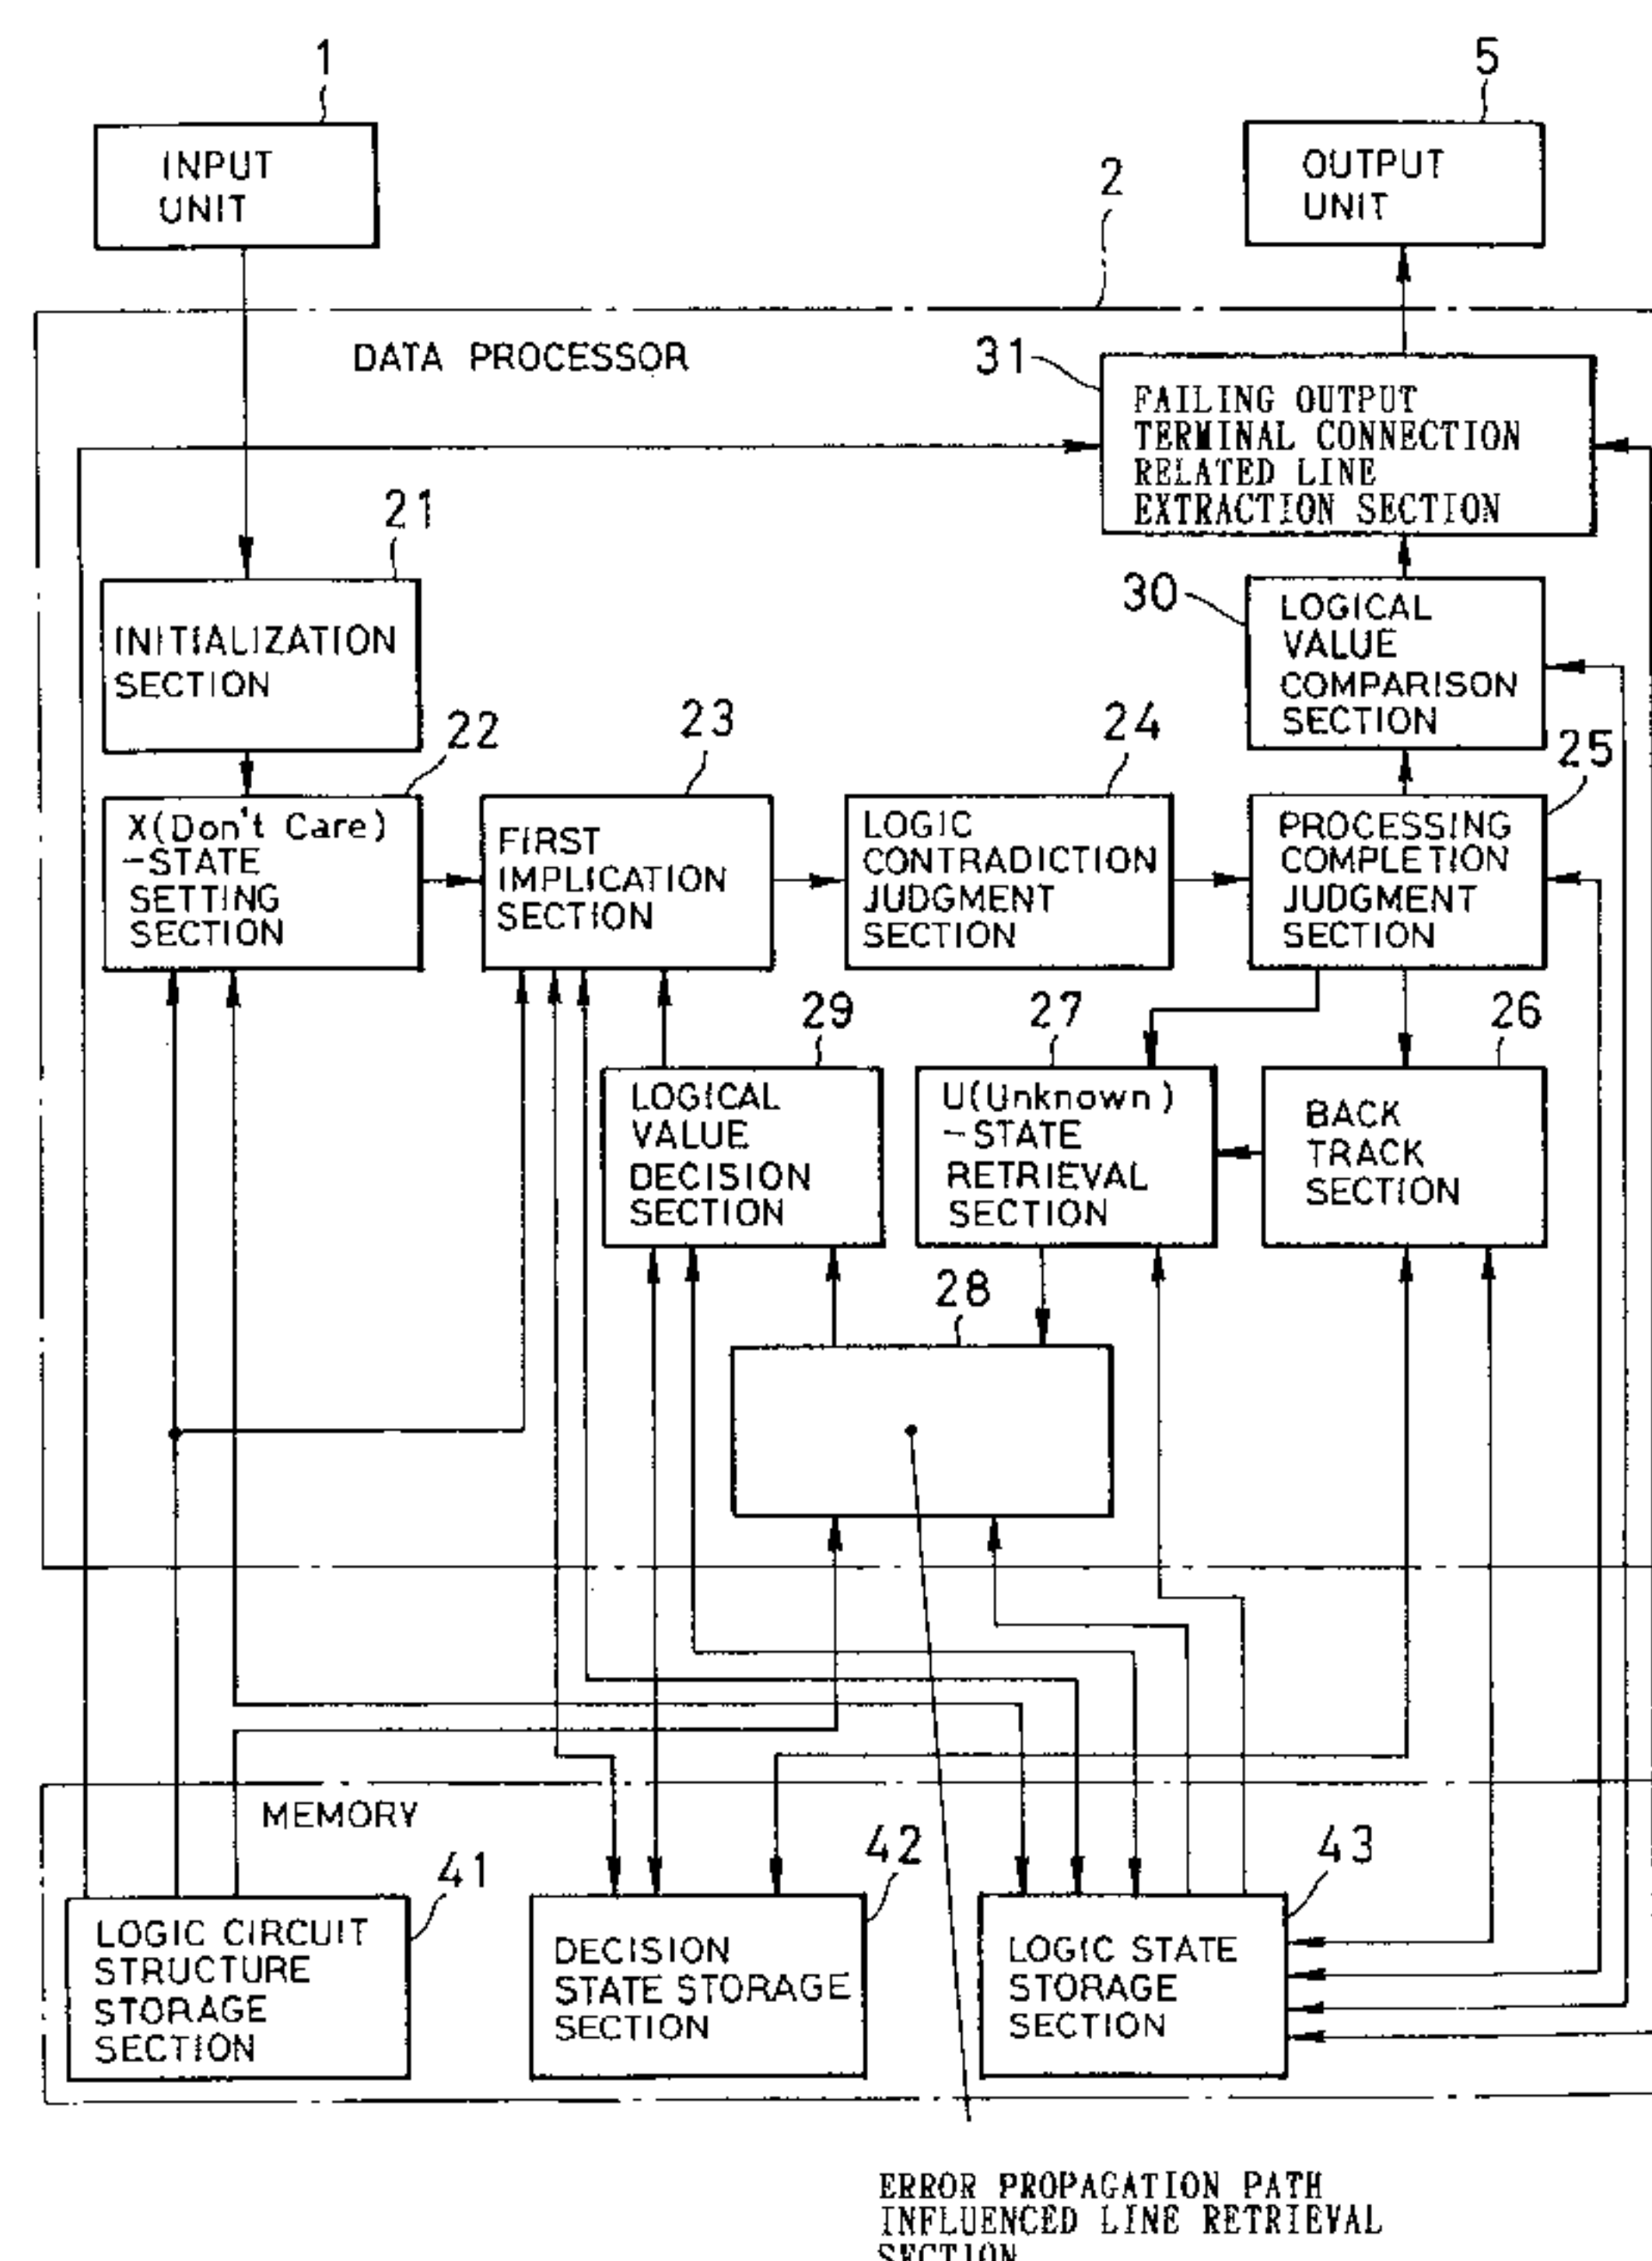 1
5
INPUT
UNIT
OUTPUT
UNIT
2
DATA PROCESSOR
31
FAILING OUTPUT
TERMINAL CONNECTION
RELATED LINE
EXTRACTION SECTION
21
INITIALIZATION
SECTION
30
LOGICAL
VALUE
COMPARISON
SECTION
22
X(Don't Care)
-STATE
SETTING
SECTION
23
FIRST
IMPLICATION
SECTION
24
LOGIC
CONTRADICTION
JUDGMENT
SECTION
25
PROCESSING
COMPLETION
JUDGMENT
SECTION
29
LOGICAL
VALUE
DECISION
SECTION
27
U(Unknown)
-STATE
RETRIEVAL
SECTION
26
BACK
TRACK
SECTION
28
MEMORY
41
LOGIC CIRCUIT
STRUCTURE
STORAGE
SECTION
42
DECISION
STATE STORAGE
SECTION
43
LOGIC STATE
STORAGE
SECTION
ERROR PROPAGATION PATH
INFLUENCED LINE RETRIEVAL
SECTION